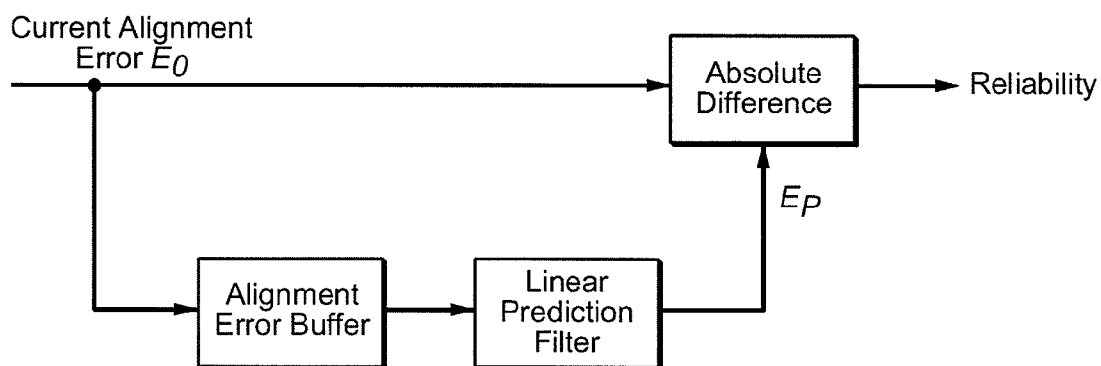 Current Alignment
Error E0
Absolute
Difference
Reliability
EP
Alignment
Error Buffer
Linear
Prediction
Filter